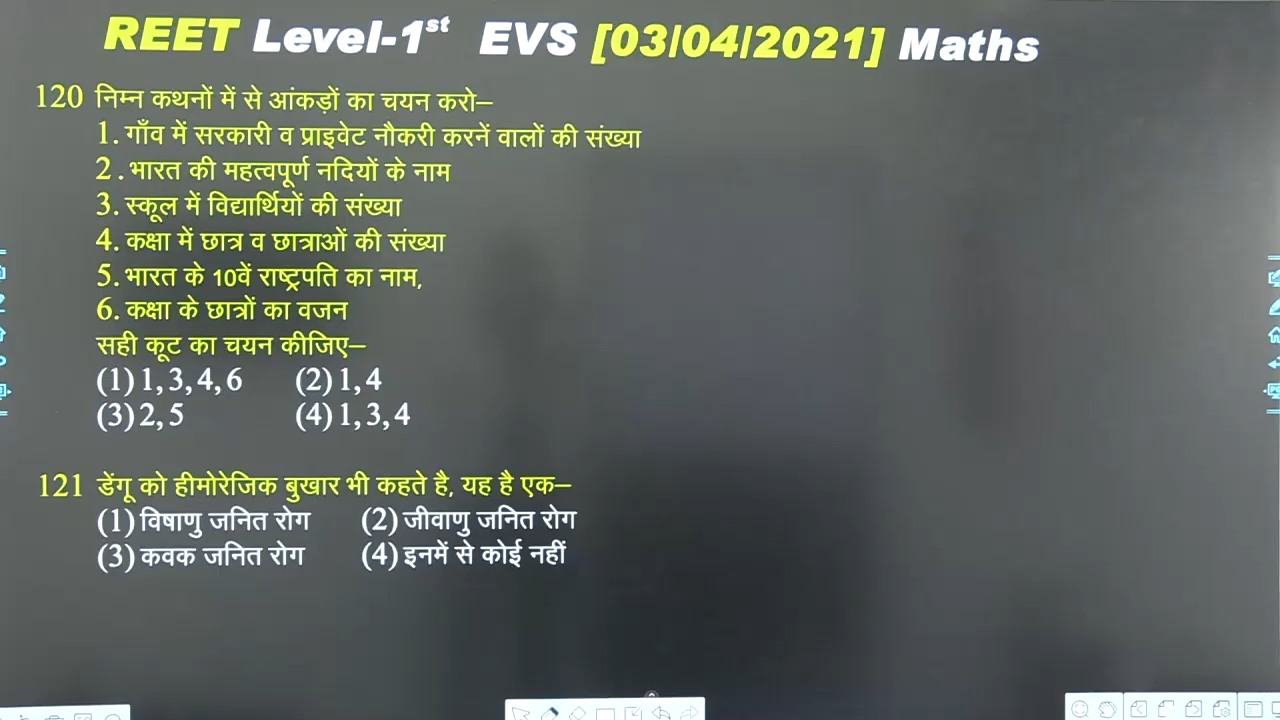 REET Level-1st EVS [03/04/2021] Maths
120 निम्न कथनों में से आंकड़ों का चयन करो–
1. गाँव में सरकारी व प्राइवेट नौकरी करनें वालों की संख्या
2 . भारत की महत्वपूर्ण नदियों के नाम
3. स्कूल में विद्यार्थियों की संख्या
4. कक्षा में छात्र व छात्राओं की संख्या
5. भारत के 10वें राष्ट्रपति का नाम,
6. कक्षा के छात्रों का वजन
सही कूट का चयन कीजिए–
(1) 1, 3, 4, 6 (2) 1, 4
(3) 2, 5 (4) 1, 3, 4
121 डेंगू को हीमोरेजिक बुखार भी कहते है, यह है एक–
(1) विषाणु जनित रोग (2) जीवाणु जनित रोग
(3) कवक जनित रोग (4) इनमें से कोई नहीं